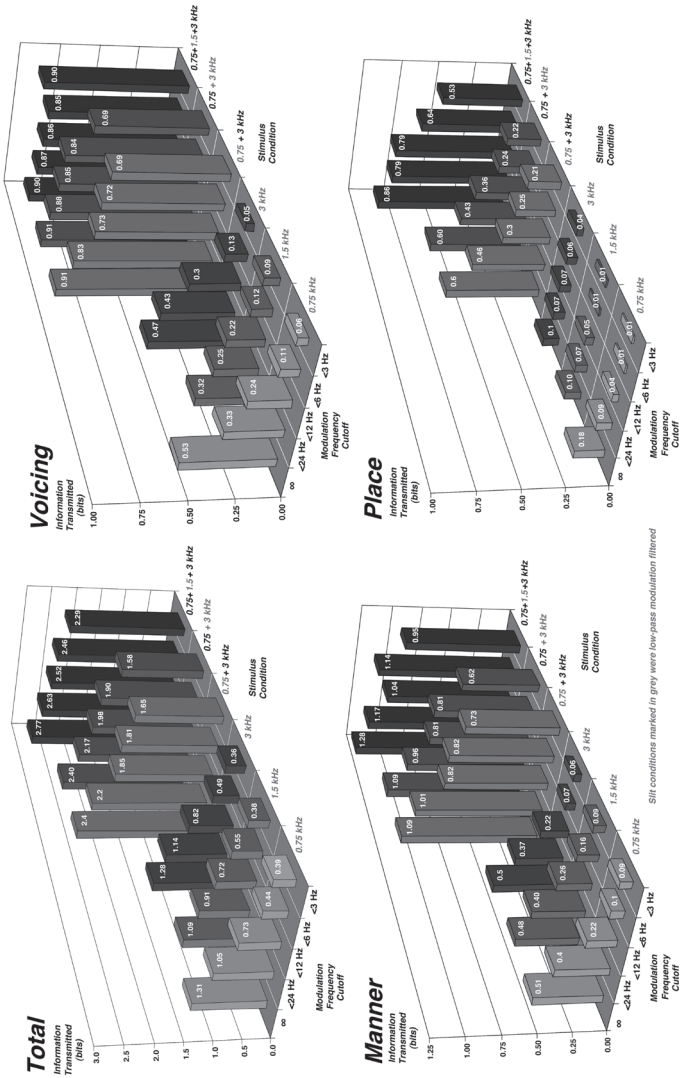 Total
Information
Transmitted
(bits)
3.0
2.5
2.0
1.5
1.0
0.5
0.0
2.77 2.63 2.52 2.46 2.29
2.40 2.17 1.98 1.90 1.58
2.4 2.2 1.85 1.81 1.65
1.28 1.14 0.82 0.49 0.36
1.09 0.91 0.72 0.55 0.38
1.31 1.05 0.73 0.44 0.39
0.75+1.5+3 kHz
0.75 + 3 kHz
0.75 + 3 kHz
3 kHz
1.5 kHz
0.75 kHz
Stimulus
Condition
∞ <24 Hz <12 Hz <6 Hz <3 Hz
Modulation
Frequency
Cutoff
Voicing
Information
Transmitted
(bits)
1.00
0.75
0.50
0.25
0.00
0.90 0.87 0.86 0.85 0.90
0.91 0.88 0.85 0.84 0.69
0.91 0.83 0.73 0.72 0.69
0.47 0.43 0.3 0.13 0.05
0.32 0.25 0.22 0.12 0.09
0.53 0.33 0.24 0.11 0.06
0.75+1.5+3 kHz
0.75 + 3 kHz
0.75 + 3 kHz
3 kHz
1.5 kHz
0.75 kHz
Stimulus
Condition
∞ <24 Hz <12 Hz <6 Hz <3 Hz
Modulation
Frequency
Cutoff
Manner
Information
Transmitted
(bits)
1.25
1.00
0.75
0.50
0.25
0.00
1.28 1.17 1.04 1.14 0.95
1.09 0.96 0.81 0.81 0.62
1.09 1.01 0.82 0.82 0.73
0.5 0.37 0.22 0.07 0.06
0.48 0.40 0.26 0.16 0.09
0.51 0.4 0.22 0.1 0.09
0.75+1.5+3 kHz
0.75 + 3 kHz
0.75 + 3 kHz
3 kHz
1.5 kHz
0.75 kHz
Stimulus
Condition
∞ <24 Hz <12 Hz <6 Hz <3 Hz
Modulation
Frequency
Cutoff
Place
Information
Transmitted
(bits)
1.00
0.75
0.50
0.25
0.00
0.86 0.79 0.79 0.64 0.53
0.60 0.43 0.36 0.24 0.22
0.6 0.46 0.3 0.25 0.21
0.1 0.07 0.07 0.06 0.04
0.10 0.07 0.05 0.01 0.01
0.18 0.09 0.04 0.01 0.01
0.75+1.5+3 kHz
0.75 + 3 kHz
0.75 + 3 kHz
3 kHz
1.5 kHz
0.75 kHz
Stimulus
Condition
∞ <24 Hz <12 Hz <6 Hz <3 Hz
Modulation
Frequency
Cutoff
Slit conditions marked in grey were low-pass modulation filtered